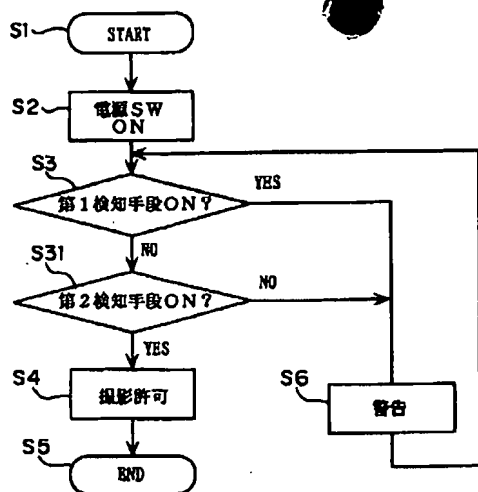 S1
START
S2
電源SW
ON
S3
第1検知手段ON?
YES
NO
S31
第2検知手段ON?
NO
YES
S4
撮影許可
S6
警告
S5
END